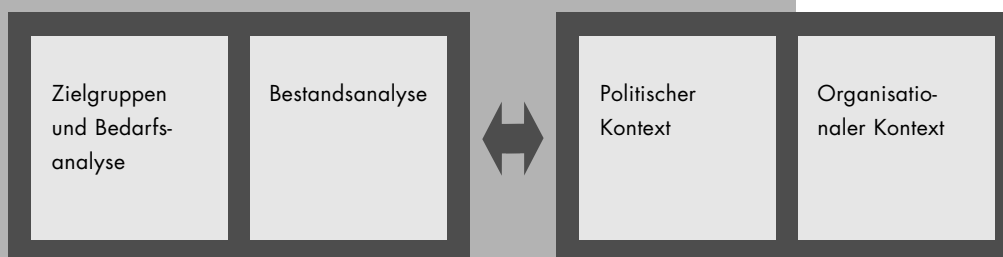 Zielgruppen
und Bedarfs-
analyse
Bestandsanalyse
Politischer
Kontext
Organisatio-
naler Kontext